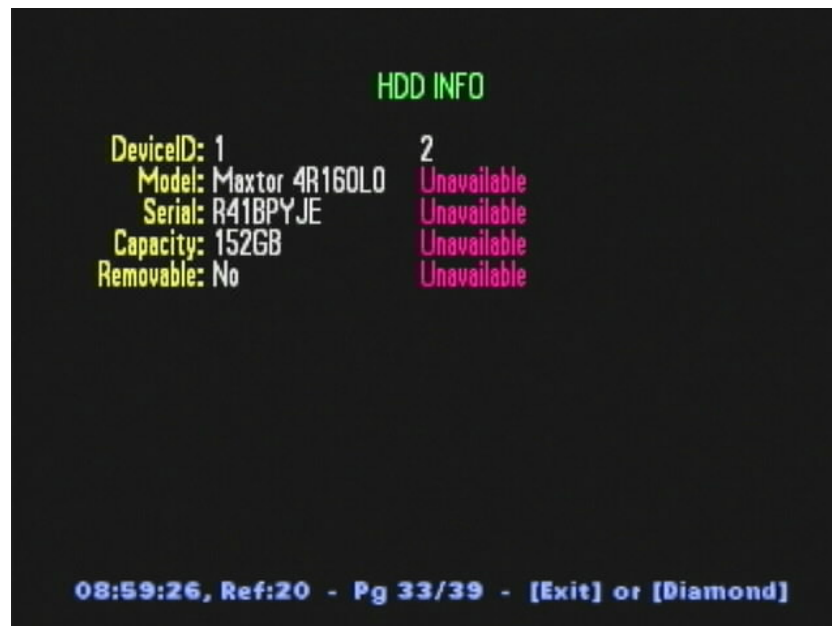 HDD INFO
DeviceID: 1 2
Model: Maxtor 4R160L0 Unavailable
Serial: R41BPYJE Unavailable
Capacity: 152GB Unavailable
Removable: No Unavailable
08:59:26, Ref:20 - Pg 33/39 - [Exit] or [Diamond]